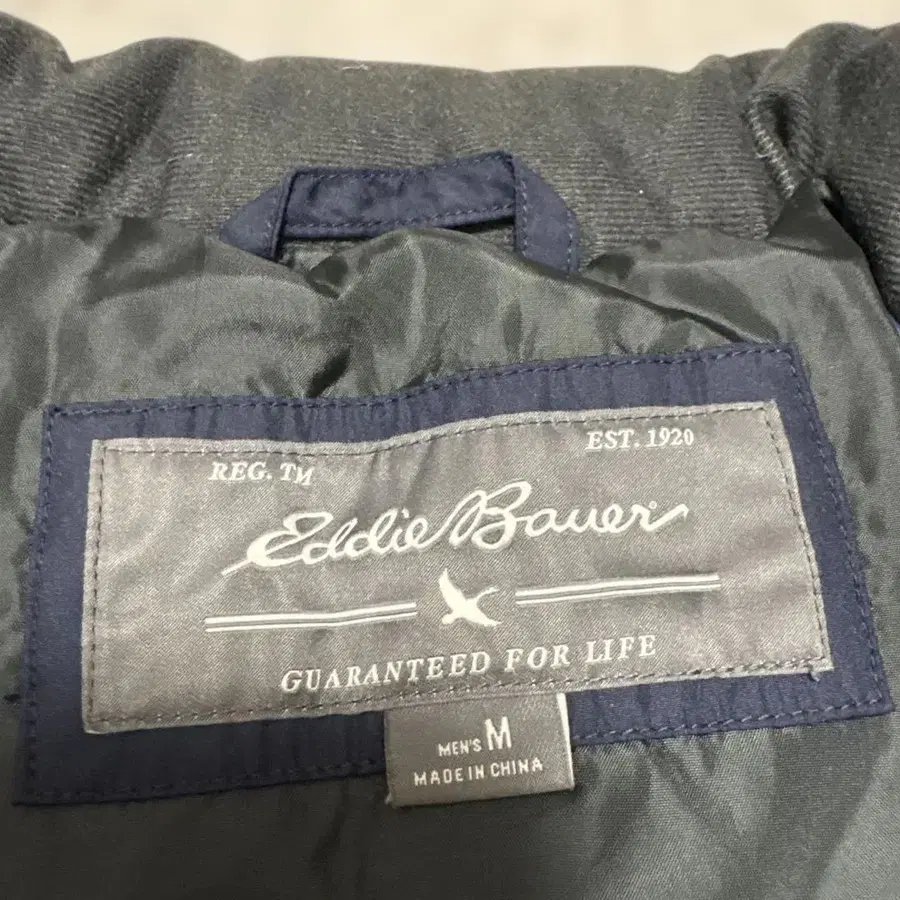 REG. TM
EST. 1920
Eddie Bauer
GUARANTEED FOR LIFE
MEN'S M
MADE IN CHINA